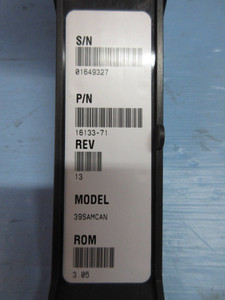 S/N
01649327
P/N
16133-71
REV
13
MODEL
39SAMCAN
ROM
3.05